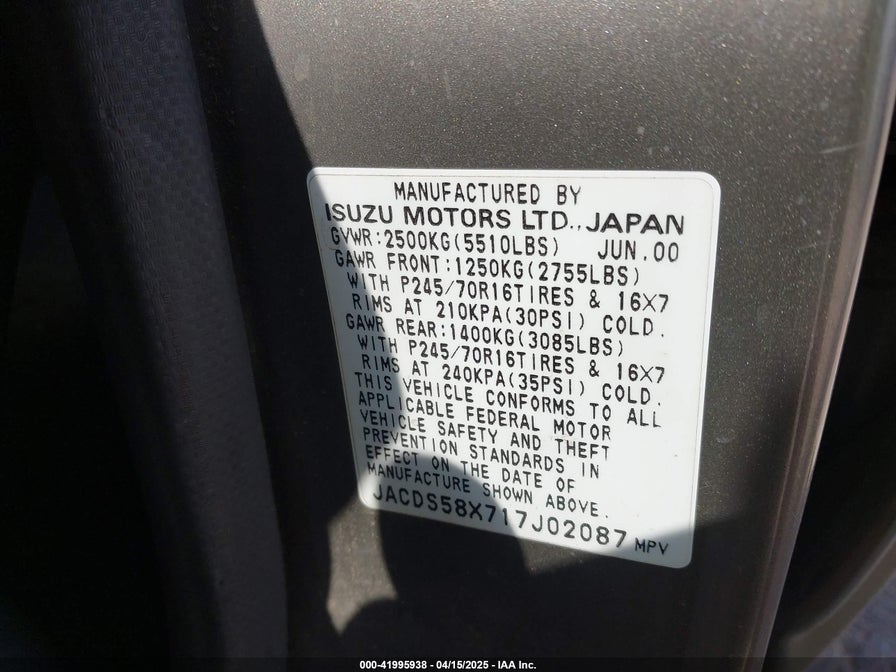 MANUFACTURED BY
ISUZU MOTORS LTD., JAPAN
GVWR:2500KG(5510LBS) JUN.00
GAWR FRONT:1250KG(2755LBS)
WITH P245/70R16TIRES & 16X7
RIMS AT 210KPA(30PSI) COLD.
GAWR REAR:1400KG(3085LBS)
WITH P245/70R16TIRES & 16X7
RIMS AT 240KPA(35PSI) COLD.
THIS VEHICLE CONFORMS TO ALL
APPLICABLE FEDERAL MOTOR
VEHICLE SAFETY AND THEFT
PREVENTION STANDARDS IN
EFFECT ON THE DATE OF
MANUFACTURE SHOWN ABOVE.
JACDS58X717J02087 MPV
000-41995938 - 04/15/2025 - IAA Inc.